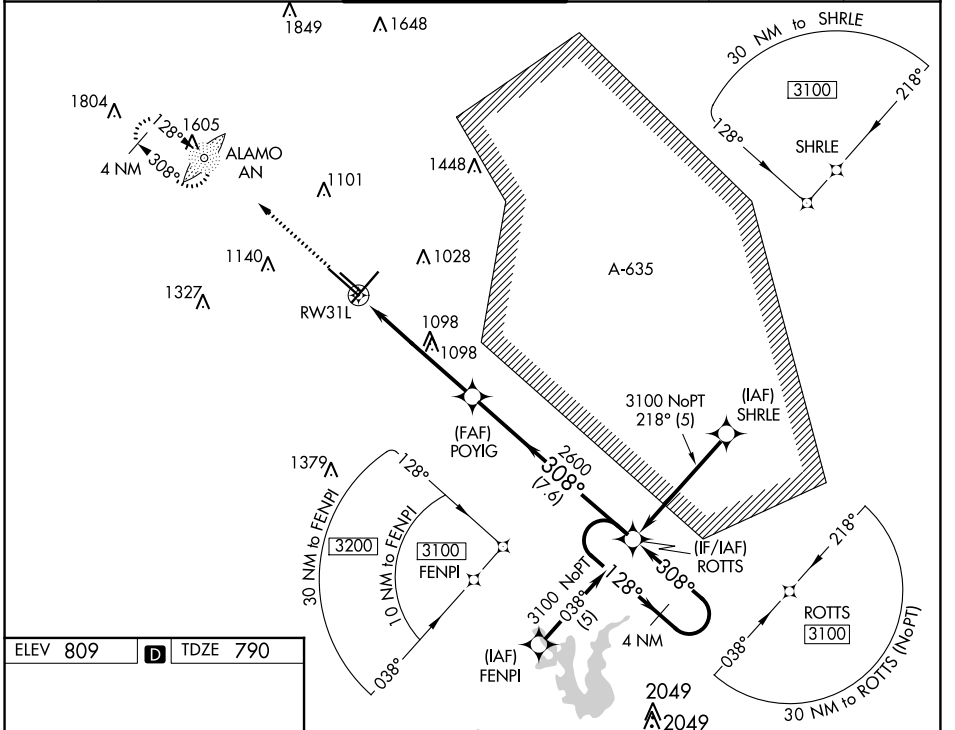 1849
1648
30 NM to SHRLE
3100
218°
128°
SHRLE
1804
128°
1605
308°
4 NM
ALAMO
AN
1448
1101
1140
1028
A-635
1327
RW31L
1098
1098
3100 NoPT
218° (5)
(IAF)
SHRLE
(FAF)
POYIG
2600
308°
(7.6)
1379
128°
30 NM to FENPI
3200
10 NM to FENPI
3100
FENPI
038°
(IF/IAF)
ROTTS
308°
128°
4 NM
3100 NoPT
038°
(5)
(IAF)
FENPI
218°
ROTTS
3100
038°
30 NM to ROTTS (NoPT)
2049
2049
ELEV 809 D TDZE 790